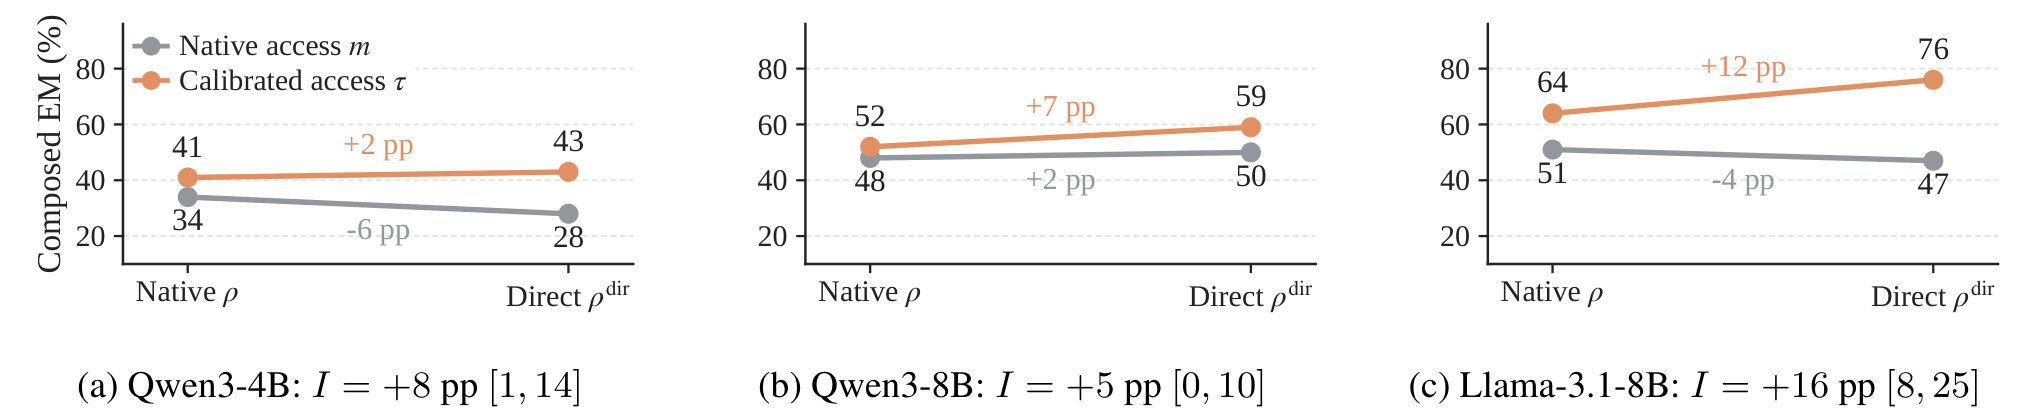 Composed EM (%)
Native access m
Calibrated access τ
80
60
40
20
41
34
+2 pp
-6 pp
43
28
Native ρ
Direct ρ^dir
(a) Qwen3-4B: I = +8 pp [1, 14]
80
60
40
20
52
48
+7 pp
+2 pp
59
50
Native ρ
Direct ρ^dir
(b) Qwen3-8B: I = +5 pp [0, 10]
80
60
40
20
64
51
+12 pp
-4 pp
76
47
Native ρ
Direct ρ^dir
(c) Llama-3.1-8B: I = +16 pp [8, 25]